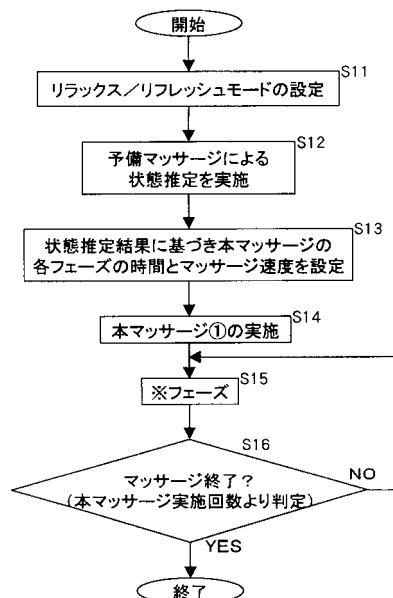 開始
S11
リラックス／リフレッシュモードの設定
S12
予備マッサージによる
状態推定を実施
S13
状態推定結果に基づき本マッサージの
各フェーズの時間とマッサージ速度を設定
S14
本マッサージ①の実施
S15
※フェーズ
S16
マッサージ終了？
(本マッサージ実施回数より判定)
NO
YES
終了